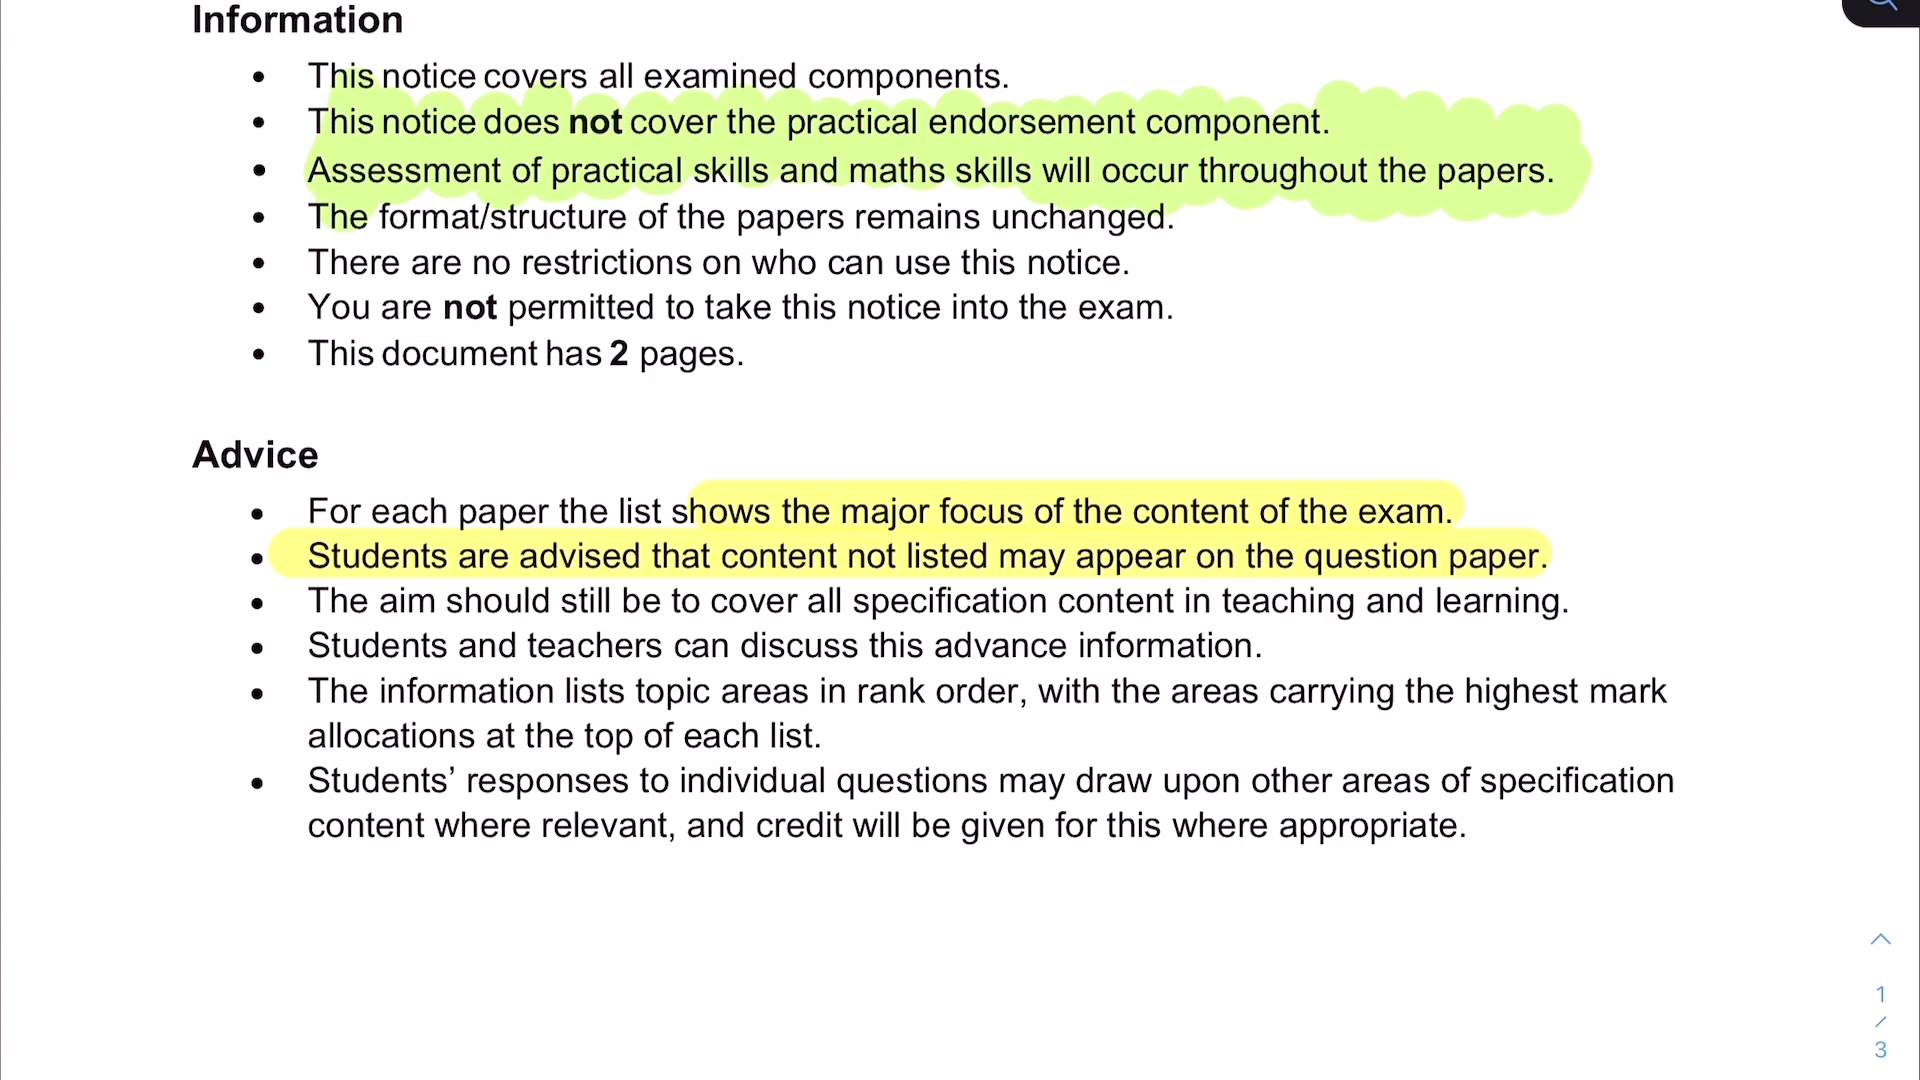 Information
• This notice covers all examined components.
• This notice does not cover the practical endorsement component.
• Assessment of practical skills and maths skills will occur throughout the papers.
• The format/structure of the papers remains unchanged.
• There are no restrictions on who can use this notice.
• You are not permitted to take this notice into the exam.
• This document has 2 pages.
Advice
• For each paper the list shows the major focus of the content of the exam.
• Students are advised that content not listed may appear on the question paper.
• The aim should still be to cover all specification content in teaching and learning.
• Students and teachers can discuss this advance information.
• The information lists topic areas in rank order, with the areas carrying the highest mark
allocations at the top of each list.
• Students’ responses to individual questions may draw upon other areas of specification
content where relevant, and credit will be given for this where appropriate.
1
/
3